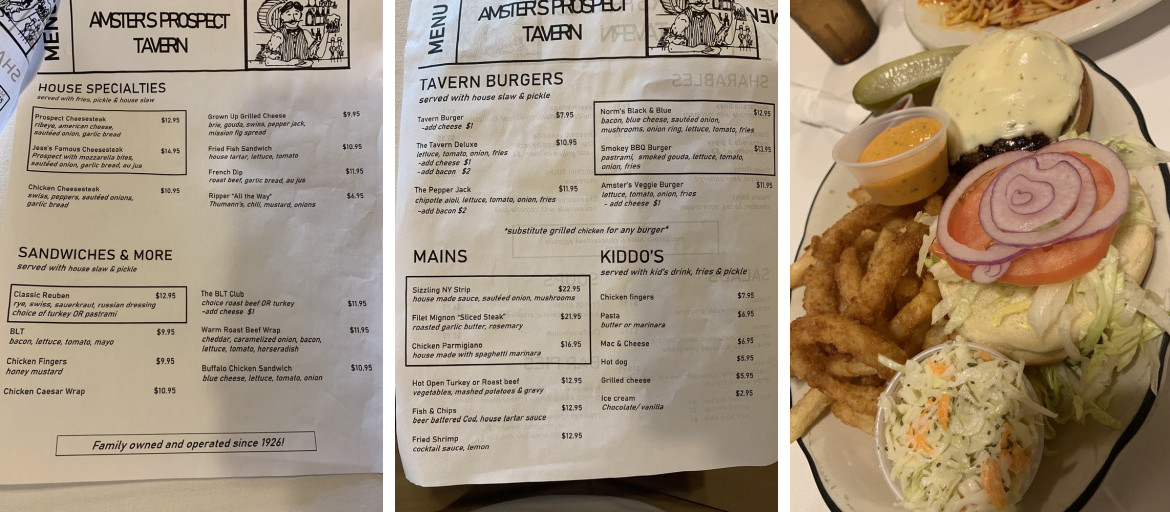 MENU
AMSTER'S PROSPECT
TAVERN
HOUSE SPECIALTIES
served with fries, pickle & house slaw
Prospect Cheesesteak $12.95
ribeye, american cheese,
sautéed onion, garlic bread
Jess's Famous Cheesesteak $14.95
Prospect with mozzarella bites,
sautéed onion, garlic bread, au jus
Chicken Cheesesteak $10.95
swiss, peppers, sautéed onions,
garlic bread
Grown Up Grilled Cheese $9.95
brie, gouda, swiss, pepper jack,
mission fig spread
Fried Fish Sandwich $10.95
house tartar, lettuce, tomato
French Dip $11.95
roast beef, garlic bread, au jus
Ripper "All the Way" $6.95
Thumann's, chili, mustard, onions
SANDWICHES & MORE
served with house slaw & pickle
Classic Reuben $12.95
rye, swiss, sauerkraut, russian dressing
choice of turkey OR pastrami
BLT $9.95
bacon, lettuce, tomato, mayo
Chicken Fingers $9.95
honey mustard
Chicken Caesar Wrap $10.95
The BLT Club $11.95
choice roast beef OR turkey
-add cheese $1
Warm Roast Beef Wrap $11.95
cheddar, caramelized onion, bacon,
lettuce, tomato, horseradish
Buffalo Chicken Sandwich $10.95
blue cheese, lettuce, tomato, onion
Family owned and operated since 1926!
MENU
AMSTER'S PROSPECT
TAVERN
TAVERN BURGERS
served with house slaw & pickle
Tavern Burger $7.95
-add cheese $1
The Tavern Deluxe $10.95
lettuce, tomato, onion, fries
-add cheese $1
-add bacon $2
The Pepper Jack $11.95
chipotle aioli, lettuce, tomato, onion, fries
-add bacon $2
Norm's Black & Blue $12.95
bacon, blue cheese, sautéed onion,
mushrooms, onion ring, lettuce, tomato, fries
Smokey BBQ Burger $13.95
pastrami, smoked gouda, lettuce, tomato,
onion, fries
Amster's Veggie Burger $11.95
lettuce, tomato, onion, fries
- add cheese $1
*substitute grilled chicken for any burger*
MAINS
Sizzling NY Strip $22.95
house made sauce, sautéed onion, mushrooms
Filet Mignon "Sliced Steak" $21.95
roasted garlic butter, rosemary
Chicken Parmigiano $16.95
house made with spaghetti marinara
Hot Open Turkey or Roast beef $12.95
vegetables, mashed potatoes & gravy
Fish & Chips $12.95
beer battered Cod, house tartar sauce
Fried Shrimp $12.95
cocktail sauce, lemon
KIDDO'S
served with kid's drink, fries & pickle
Chicken fingers $7.95
Pasta $6.95
butter or marinara
Mac & Cheese $6.95
Hot dog $5.95
Grilled cheese $5.95
Ice cream $2.95
Chocolate/ vanilla